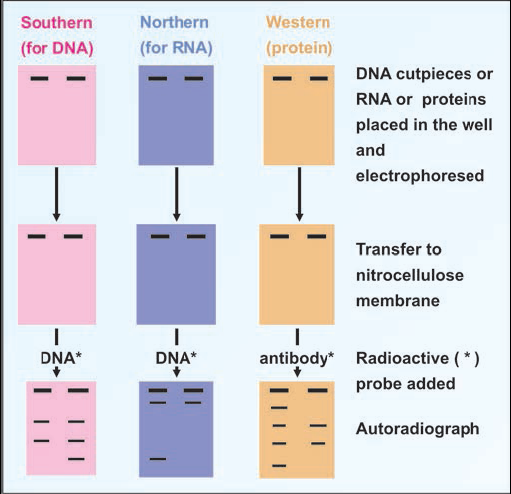 Southern
(for DNA)
Northern
(for RNA)
Western
(protein)
DNA cutpieces or
RNA or proteins
placed in the well
and
electrophoresed
Transfer to
nitrocellulose
membrane
DNA*
DNA*
antibody*
Radioactive ( * )
probe added
Autoradiograph